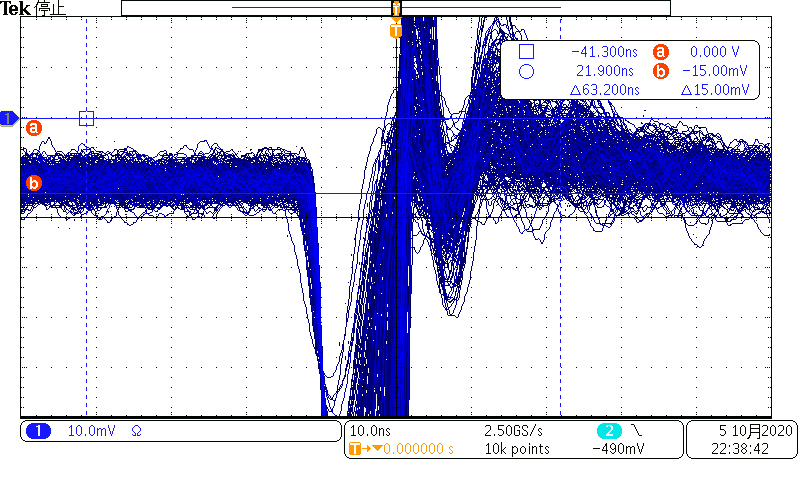 Tek 停止
T
T
1
a
b
−41.300ns a 0.000 V
21.900ns b −15.00mV
Δ63.200ns Δ15.00mV
1 10.0mV Ω
10.0ns 2.50GS/s 2
T→▼0.000000 s 10k points −490mV
5 10月2020
22:38:42